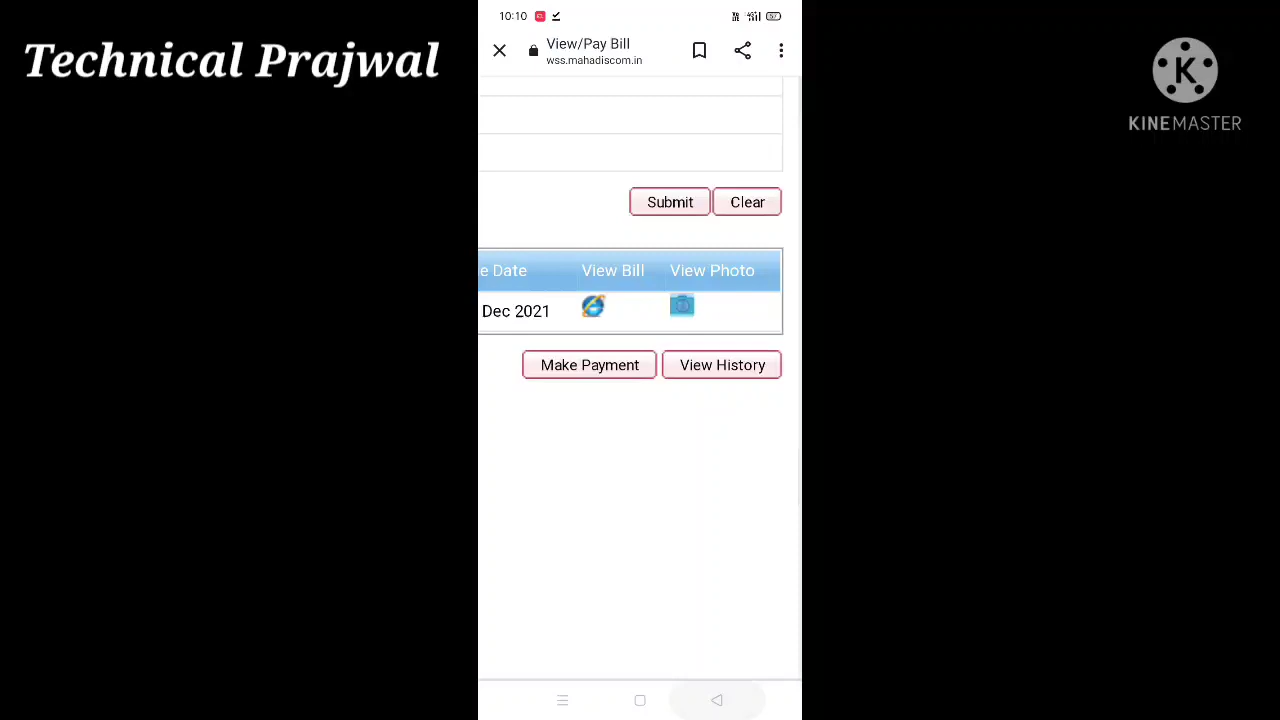 Technical Prajwal
10:10
57
View/Pay Bill
wss.mahadiscom.in
K
KINEMASTER
Submit
Clear
e Date
View Bill
View Photo
Dec 2021
Make Payment
View History